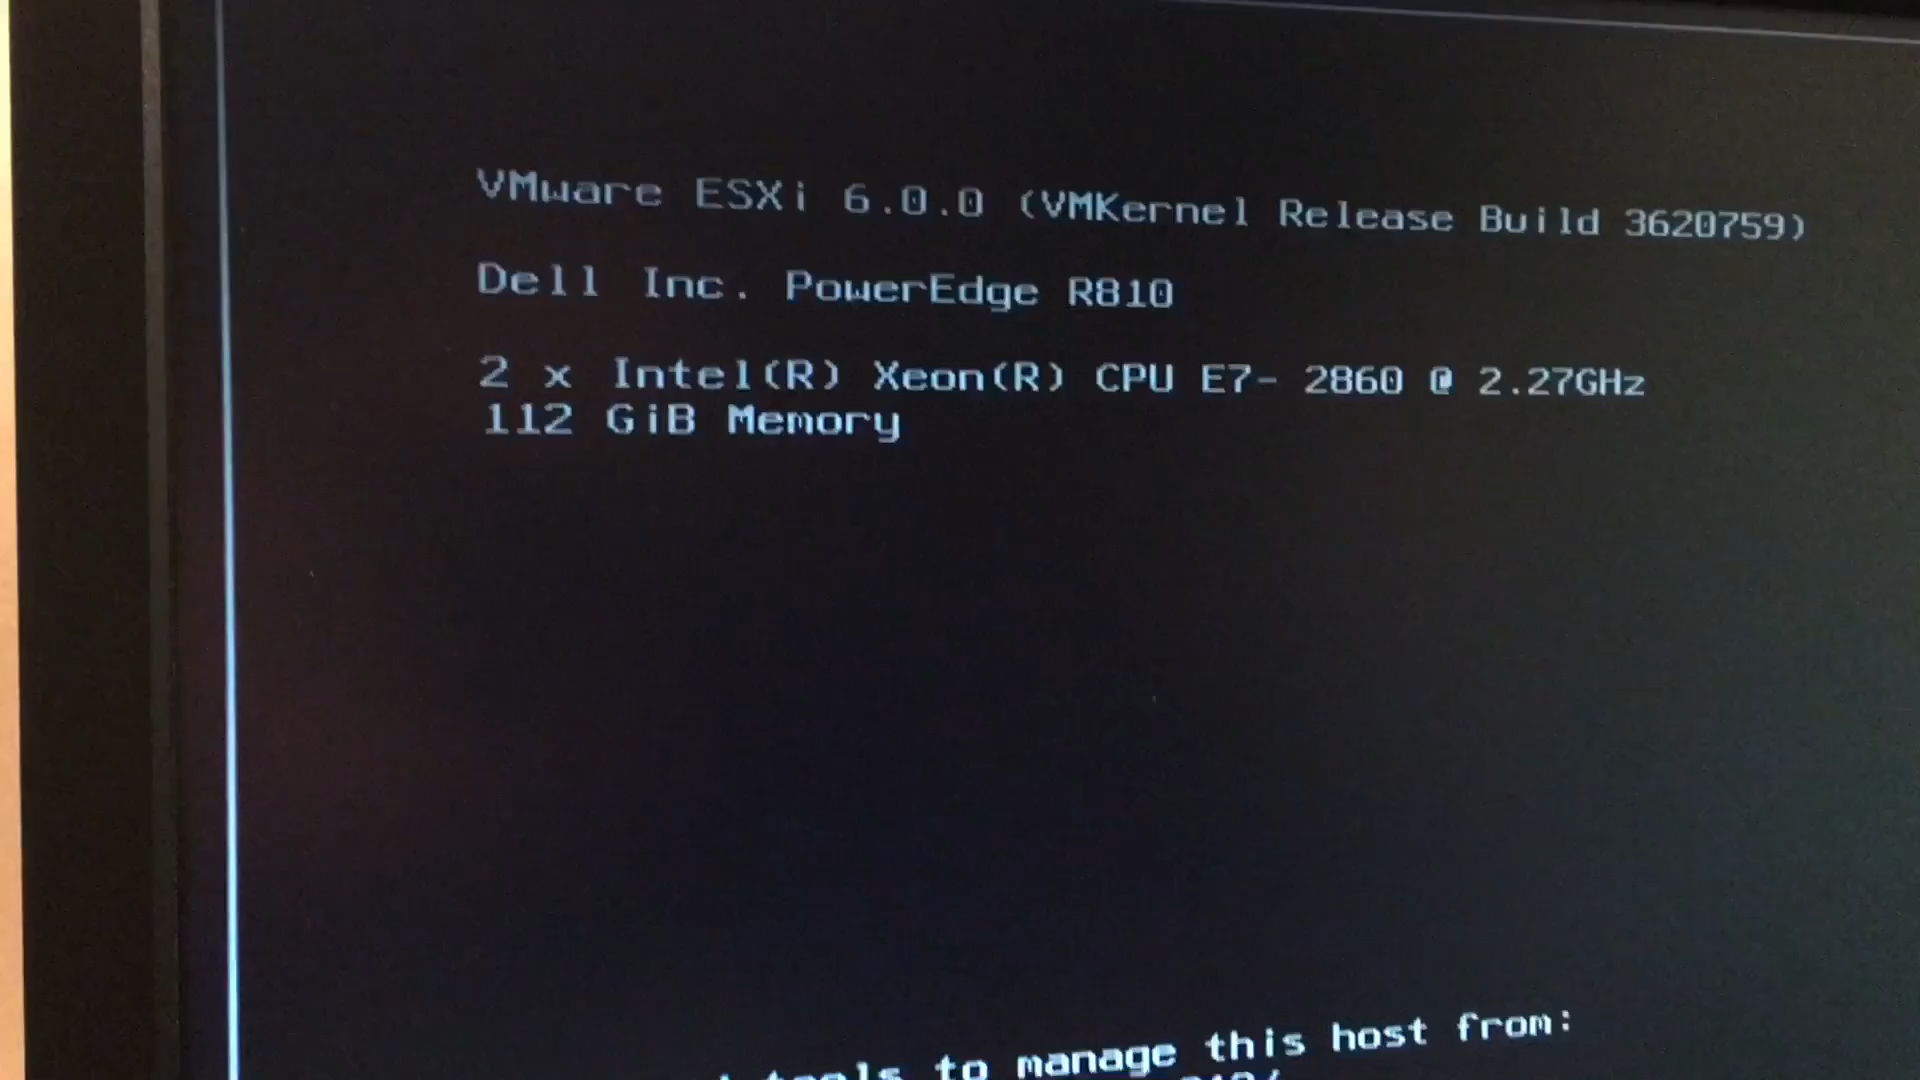 VMware ESXi 6.0.0 (VMKernel Release Build 3620759)
Dell Inc. PowerEdge R810
2 x Intel(R) Xeon(R) CPU E7- 2860 @ 2.27GHz
112 GiB Memory
tools to manage this host from: